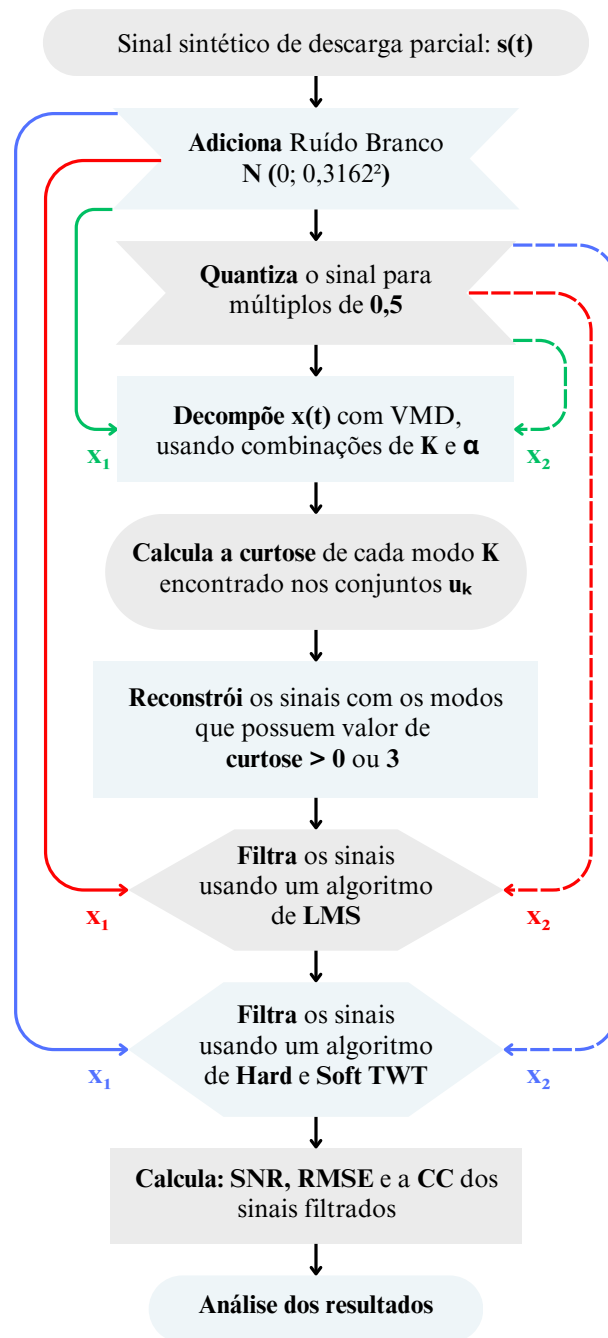 Sinal sintético de descarga parcial: s(t)
Adiciona Ruído Branco
N (0; 0,3162²)
Quantiza o sinal para
múltiplos de 0,5
Decompõe x(t) com VMD,
usando combinações de K e α
x₁
x₂
Calcula a curtose de cada modo K
encontrado nos conjuntos uₖ
Reconstrói os sinais com os modos
que possuem valor de
curtose > 0 ou 3
Filtra os sinais
usando um algoritmo
de LMS
x₁
x₂
Filtra os sinais
usando um algoritmo
de Hard e Soft TWT
x₁
x₂
Calcula: SNR, RMSE e a CC dos
sinais filtrados
Análise dos resultados